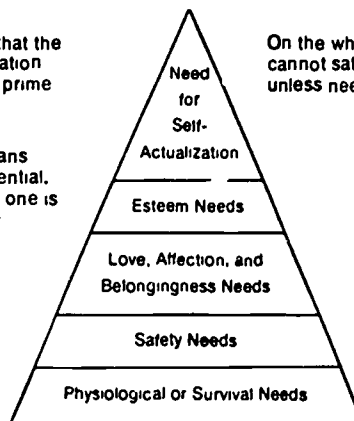 that the
ation
prime
ans
ential.
one is
On the wh
cannot sat
unless nee
Need
for
Self-
Actualization
Esteem Needs
Love, Affection, and
Belongingness Needs
Safety Needs
Physiological or Survival Needs